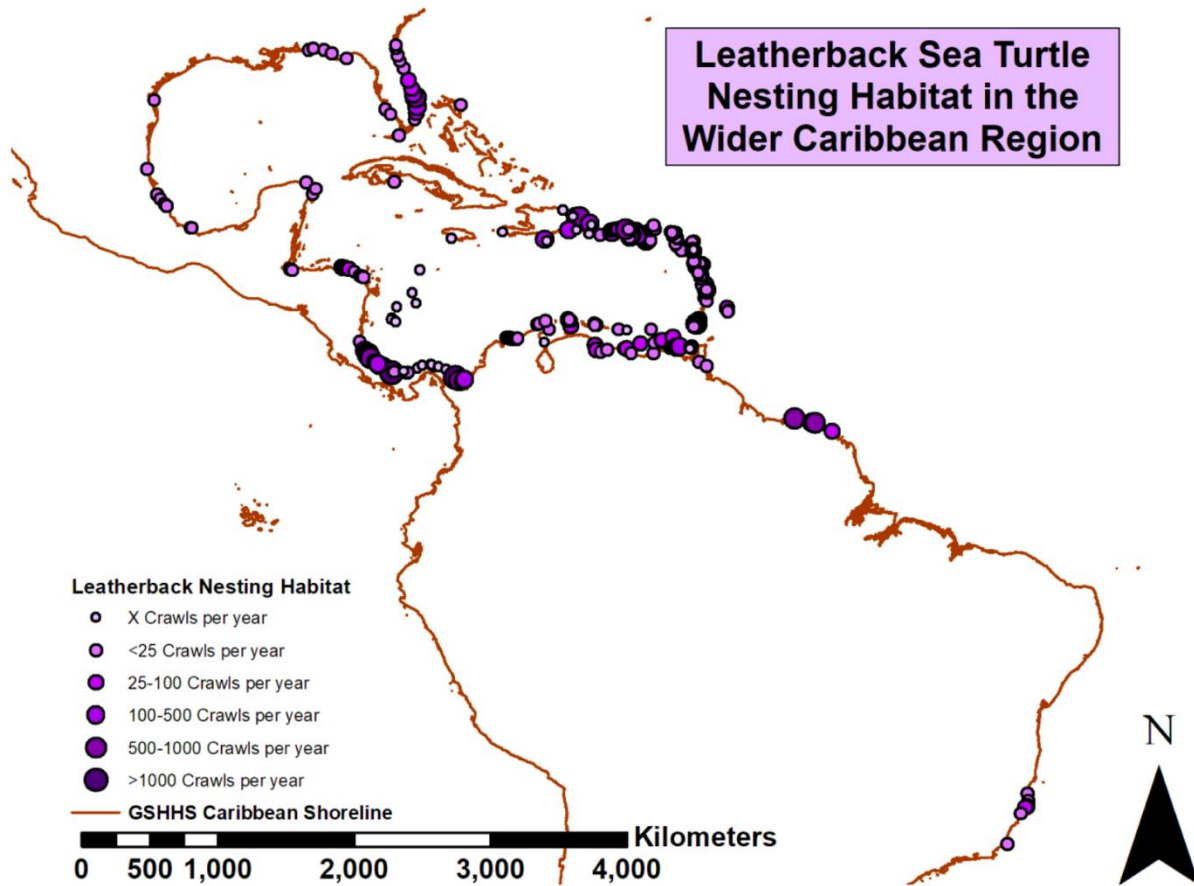 Leatherback Sea Turtle
Nesting Habitat in the
Wider Caribbean Region
Leatherback Nesting Habitat
X Crawls per year
<25 Crawls per year
25-100 Crawls per year
100-500 Crawls per year
500-1000 Crawls per year
>1000 Crawls per year
GSHHS Caribbean Shoreline
Kilometers
0 500 1,000 2,000 3,000 4,000
N